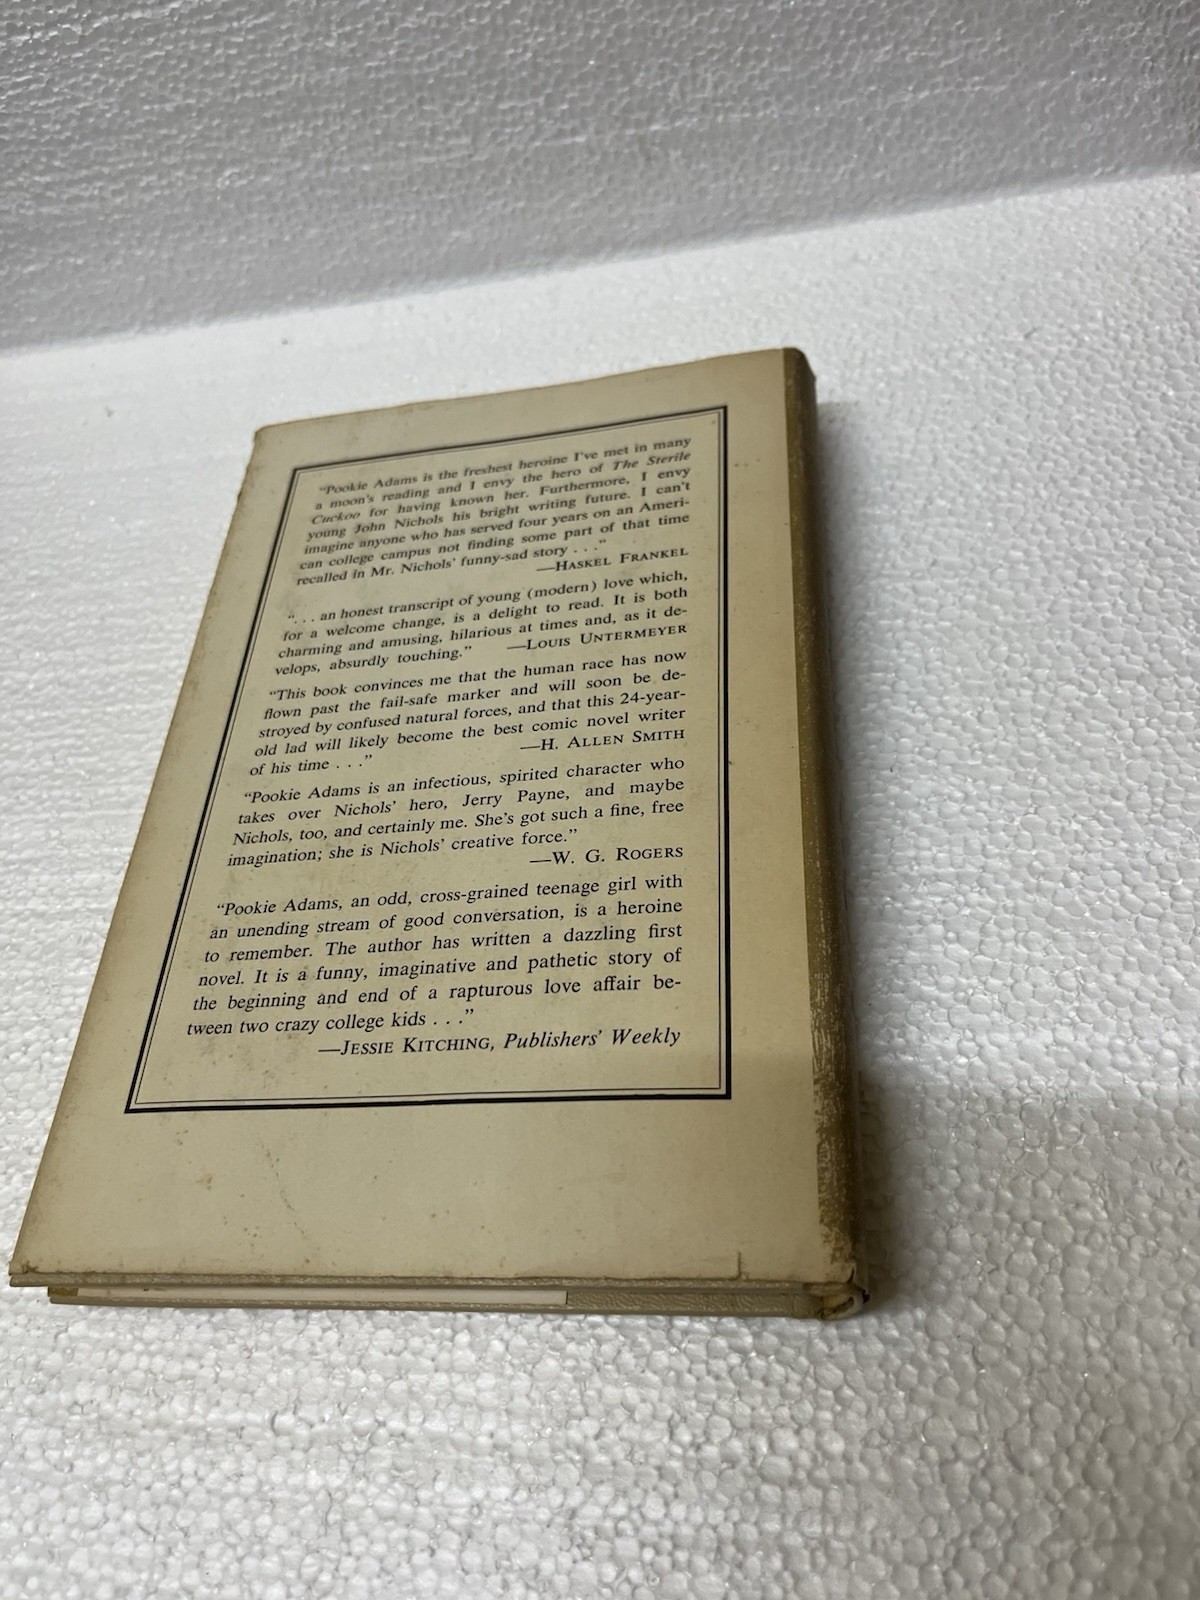 “Pookie Adams is the freshest heroine I've met in many
a moon's reading and I envy the hero of The Sterile
Cuckoo for having known her. Furthermore, I envy
young John Nichols his bright writing future. I can't
imagine anyone who has served four years on an Ameri-
can college campus not finding some part of that time
recalled in Mr. Nichols' funny-sad story . . .”
—HASKEL FRANKEL
“. . . an honest transcript of young (modern) love which,
for a welcome change, is a delight to read. It is both
charming and amusing, hilarious at times and, as it de-
velops, absurdly touching.” —LOUIS UNTERMEYER
“This book convinces me that the human race has now
flown past the fail-safe marker and will soon be de-
stroyed by confused natural forces, and that this 24-year-
old lad will likely become the best comic novel writer
of his time . . .” —H. ALLEN SMITH
“Pookie Adams is an infectious, spirited character who
takes over Nichols' hero, Jerry Payne, and maybe
Nichols, too, and certainly me. She's got such a fine, free
imagination; she is Nichols' creative force.”
—W. G. ROGERS
“Pookie Adams, an odd, cross-grained teenage girl with
an unending stream of good conversation, is a heroine
to remember. The author has written a dazzling first
novel. It is a funny, imaginative and pathetic story of
the beginning and end of a rapturous love affair be-
tween two crazy college kids . . .”
—JESSIE KITCHING, Publishers' Weekly